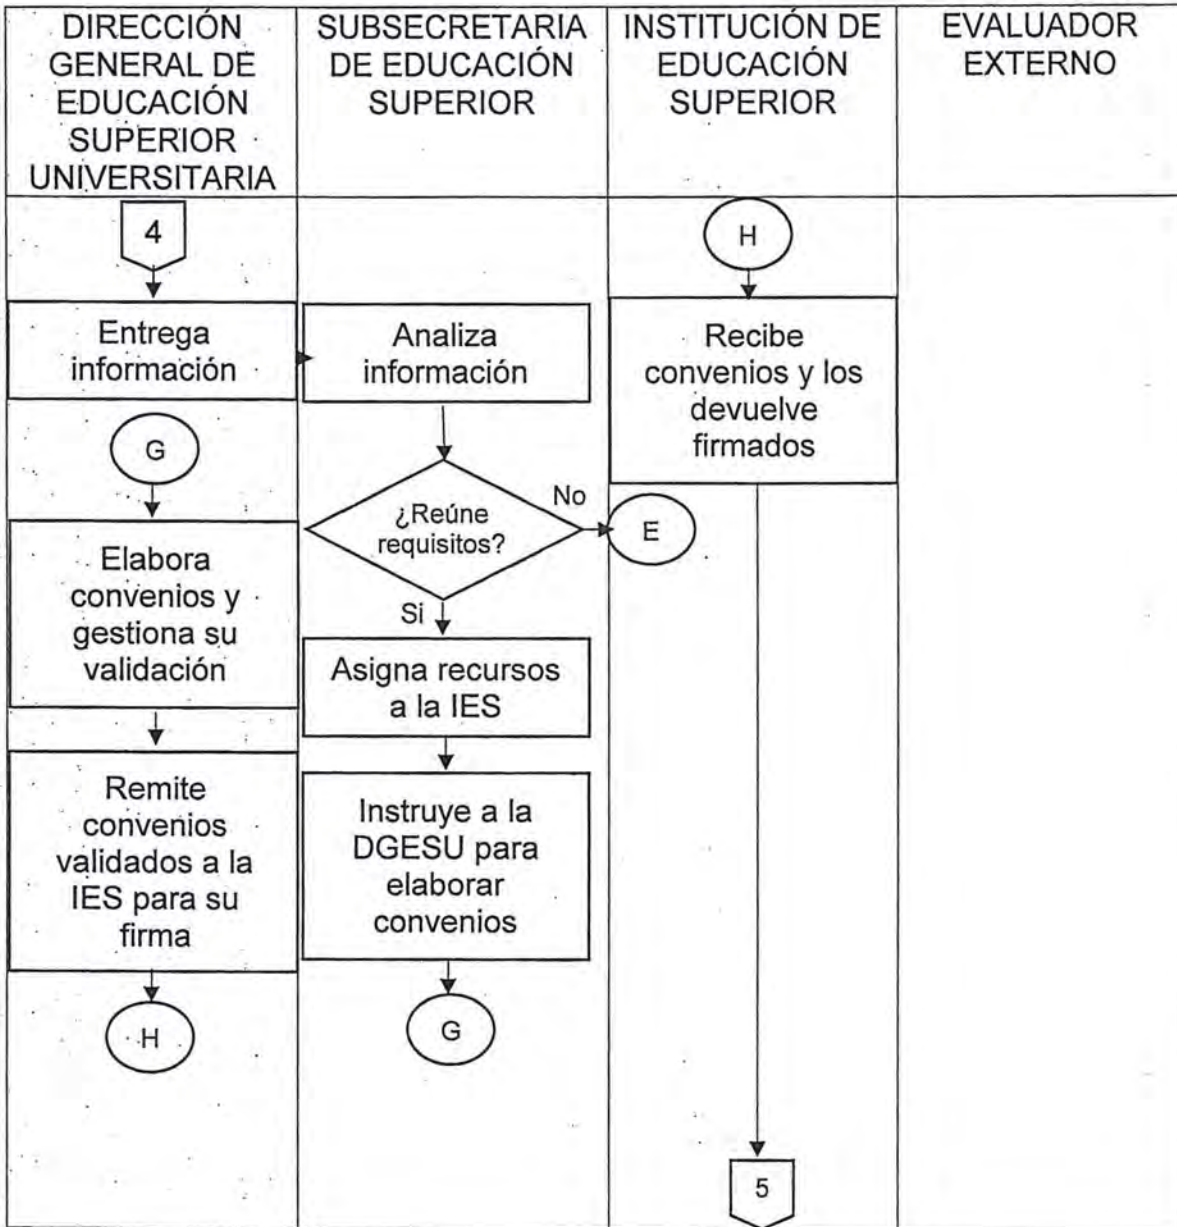 DIRECCIÓN
GENERAL DE
EDUCACIÓN
SUPERIOR
UNIVERSITARIA
SUBSECRETARIA
DE EDUCACIÓN
SUPERIOR
INSTITUCIÓN DE
EDUCACIÓN
SUPERIOR
EVALUADOR
EXTERNO
4
Entrega
información
G
Elabora
convenios y
gestiona su
validación
Remite
convenios
validados a la
IES para su
firma
H
Analiza
información
¿Reúne
requisitos?
No
E
Si
Asigna recursos
a la IES
Instruye a la
DGESU para
elaborar
convenios
G
H
Recibe
convenios y los
devuelve
firmados
5